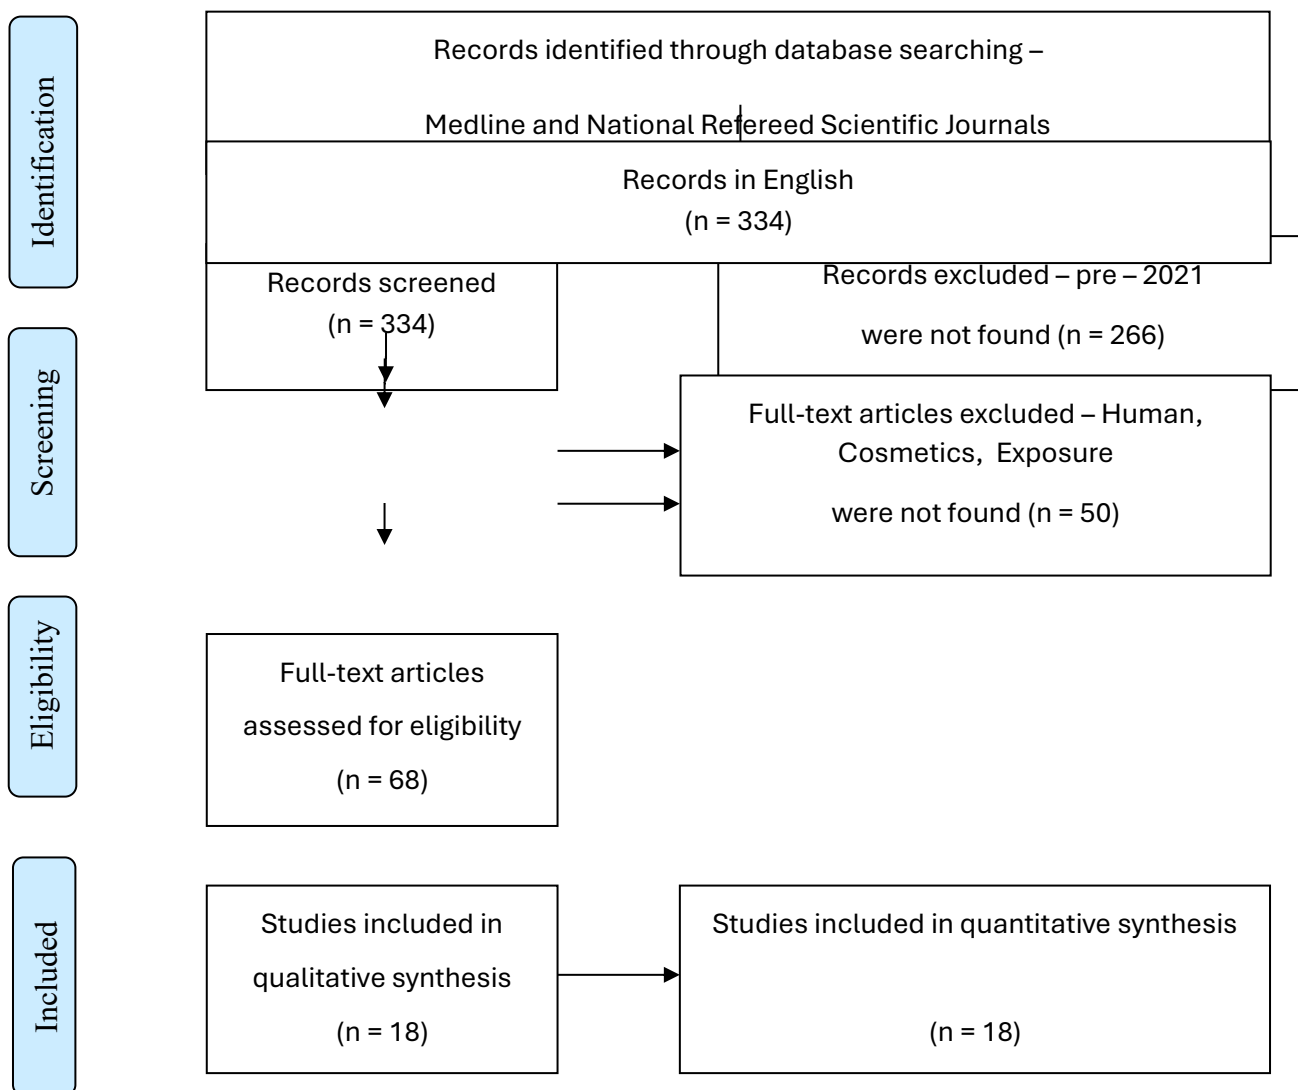 Identification
Records identified through database searching –
Medline and National Refereed Scientific Journals
Records in English
(n = 334)
Records screened
(n = 334)
Records excluded – pre – 2021
were not found (n = 266)
Screening
Full-text articles excluded – Human,
Cosmetics, Exposure
were not found (n = 50)
Eligibility
Full-text articles
assessed for eligibility
(n = 68)
Included
Studies included in
qualitative synthesis
(n = 18)
Studies included in quantitative synthesis
(n = 18)